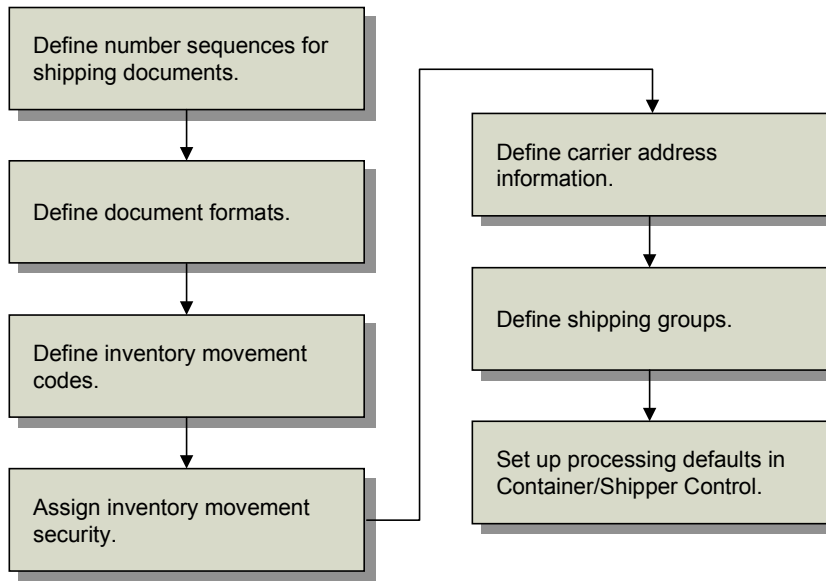 Define number sequences for
shipping documents.
Define document formats.
Define inventory movement
codes.
Assign inventory movement
security.
Define carrier address
information.
Define shipping groups.
Set up processing defaults in
Container/Shipper Control.